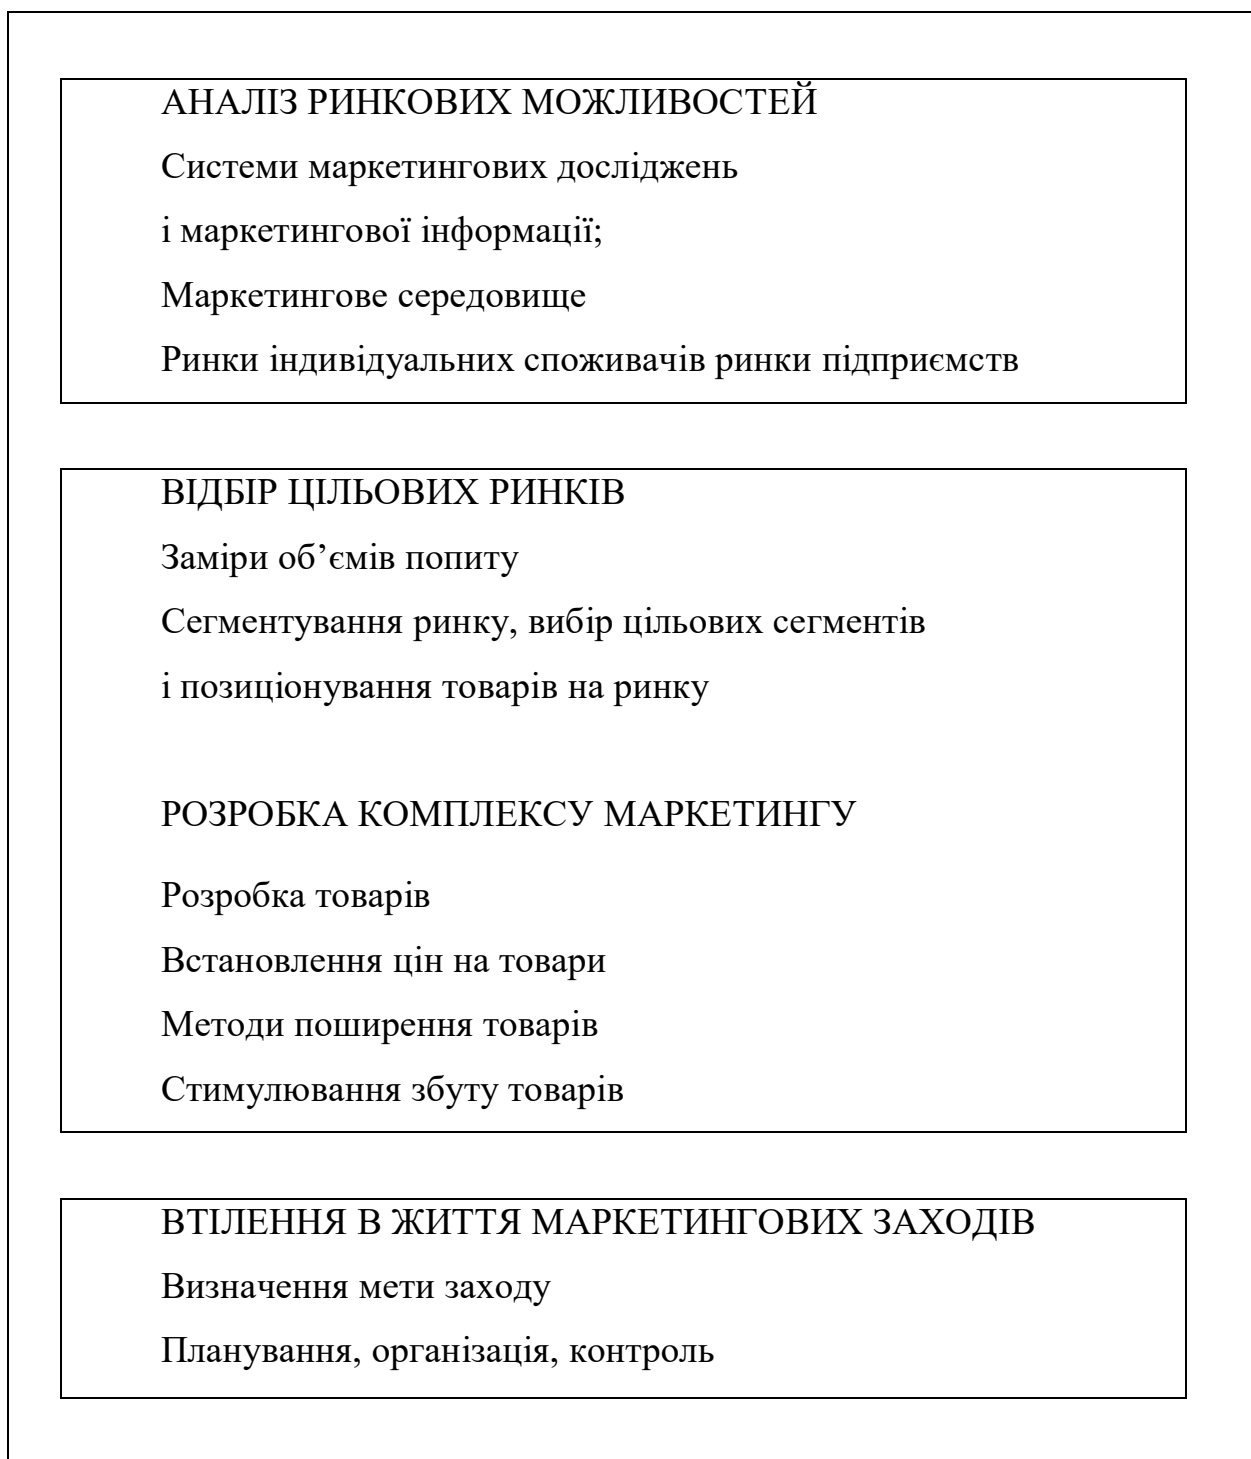 АНАЛІЗ РИНКОВИХ МОЖЛИВОСТЕЙ
Системи маркетингових досліджень
і маркетингової інформації;
Маркетингове середовище
Ринки індивідуальних споживачів ринки підприємств
ВІДБІР ЦІЛЬОВИХ РИНКІВ
Заміри об’ємів попиту
Сегментування ринку, вибір цільових сегментів
і позиціонування товарів на ринку
РОЗРОБКА КОМПЛЕКСУ МАРКЕТИНГУ
Розробка товарів
Встановлення цін на товари
Методи поширення товарів
Стимулювання збуту товарів
ВТІЛЕННЯ В ЖИТТЯ МАРКЕТИНГОВИХ ЗАХОДІВ
Визначення мети заходу
Планування, організація, контроль